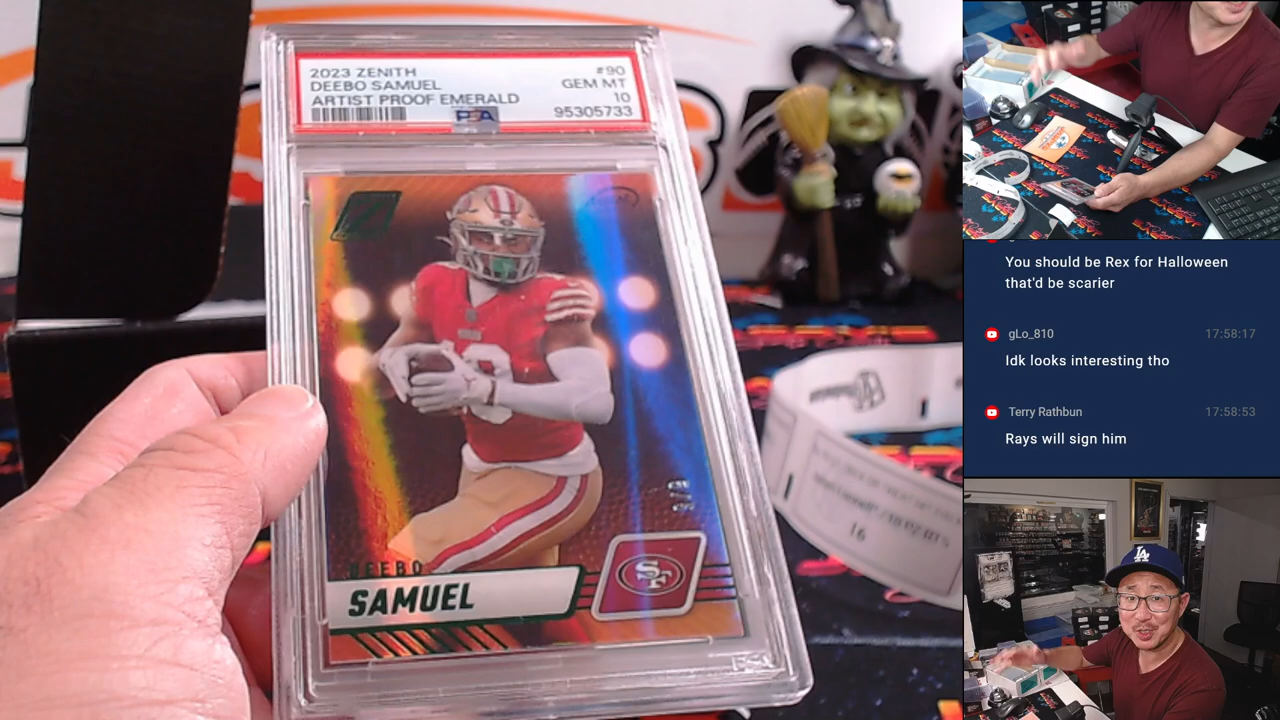 2023 ZENITH #90
DEEBO SAMUEL GEM MT
ARTIST PROOF EMERALD 10
PSA 95305733
DEEBO
SAMUEL
SF
16
You should be Rex for Halloween
that'd be scarier
gLo_810 17:58:17
Idk looks interesting tho
Terry Rathbun 17:58:53
Rays will sign him
LA